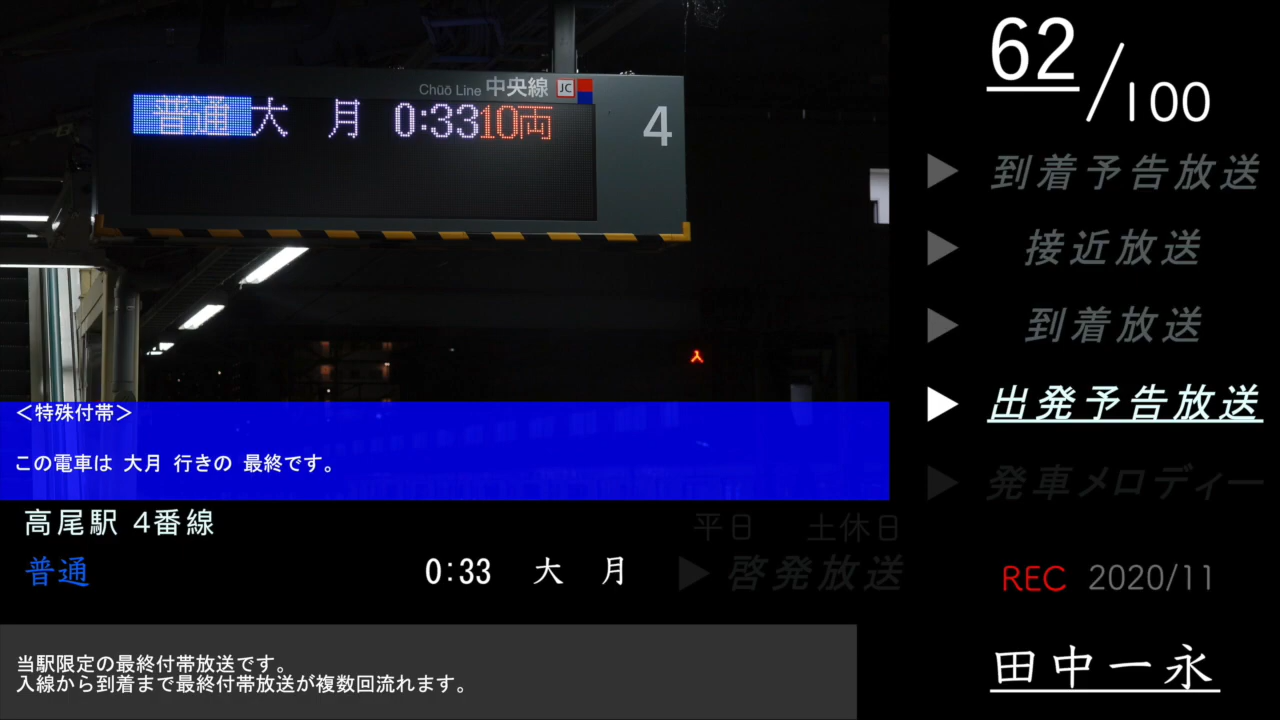 Chūō Line 中央線 JC
普通 大 月 0:33 10両
4
＜特殊付帯＞
この電車は 大月 行きの 最終です。
高尾駅 4番線
普通 0:33 大 月
平日 土休日
啓発放送
当駅限定の最終付帯放送です。
入線から到着まで最終付帯放送が複数回流れます。
62/100
到着予告放送
接近放送
到着放送
出発予告放送
発車メロディー
REC 2020/11
田中一永